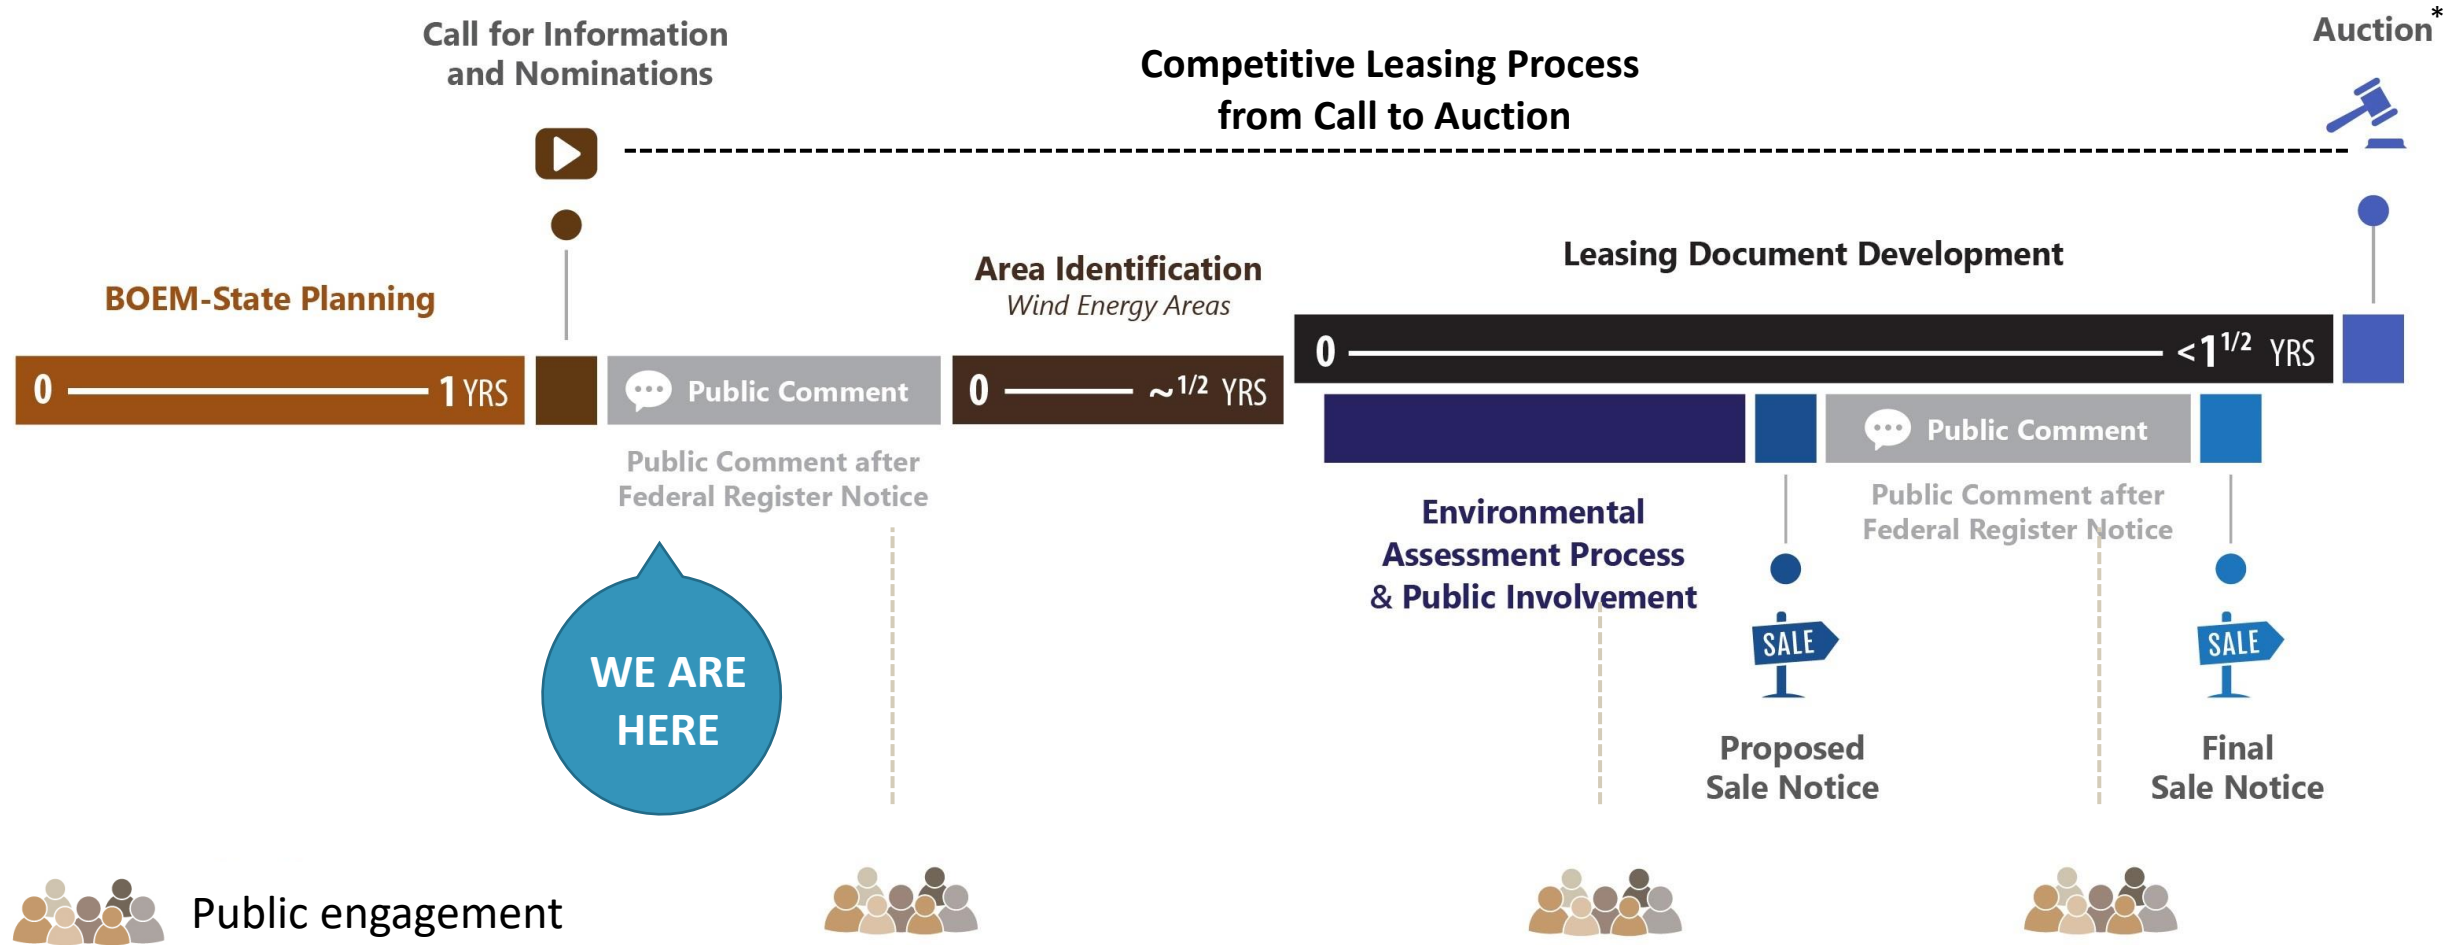 Call for Information
and Nominations
Competitive Leasing Process
from Call to Auction
Auction*
BOEM-State Planning
Area Identification
Wind Energy Areas
Leasing Document Development
0 1 YRS
Public Comment
0 ~1/2 YRS
0 <1 1/2 YRS
Public Comment
Public Comment after
Federal Register Notice
Environmental
Assessment Process
& Public Involvement
Public Comment after
Federal Register Notice
WE ARE
HERE
SALE
SALE
Proposed
Sale Notice
Final
Sale Notice
Public engagement